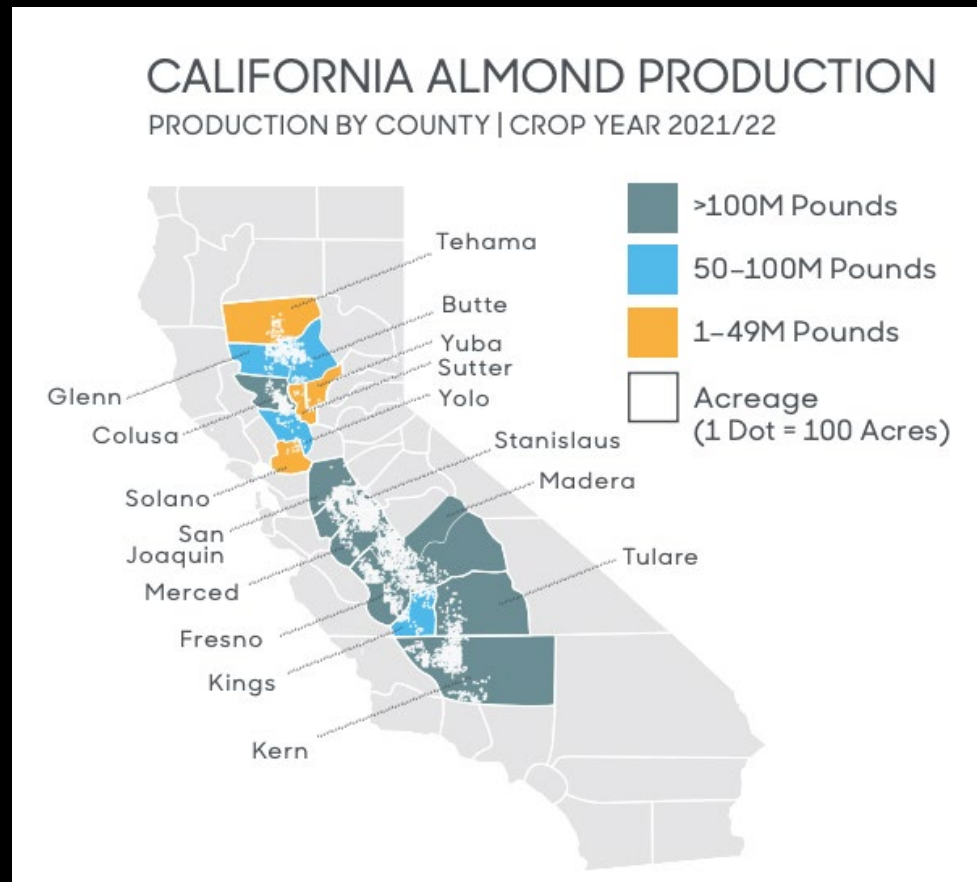 CALIFORNIA ALMOND PRODUCTION
PRODUCTION BY COUNTY | CROP YEAR 2021/22
>100M Pounds
50–100M Pounds
1–49M Pounds
Acreage
(1 Dot = 100 Acres)
Tehama
Butte
Yuba
Sutter
Yolo
Stanislaus
Madera
Tulare
Glenn
Colusa
Solano
San
Joaquin
Merced
Fresno
Kings
Kern